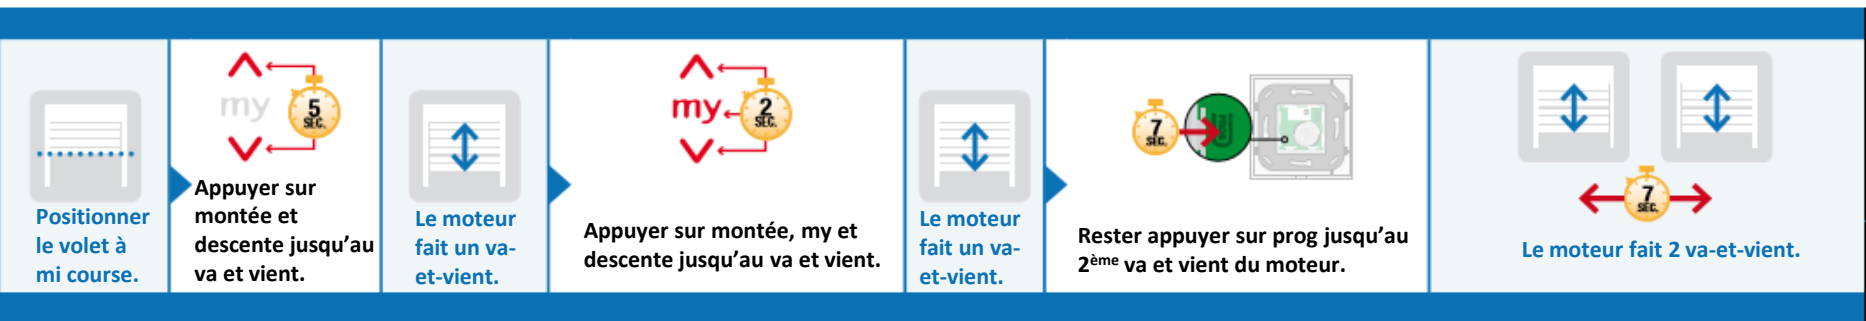 Positionner
le volet à
mi course.
my
5
SEC.
Appuyer sur
montée et
descente jusqu’au
va et vient.
Le moteur
fait un va-
et-vient.
my
2
SEC.
Appuyer sur montée, my et
descente jusqu’au va et vient.
Le moteur
fait un va-
et-vient.
7
SEC.
Rester appuyer sur prog jusqu’au
2ème va et vient du moteur.
7
SEC.
Le moteur fait 2 va-et-vient.